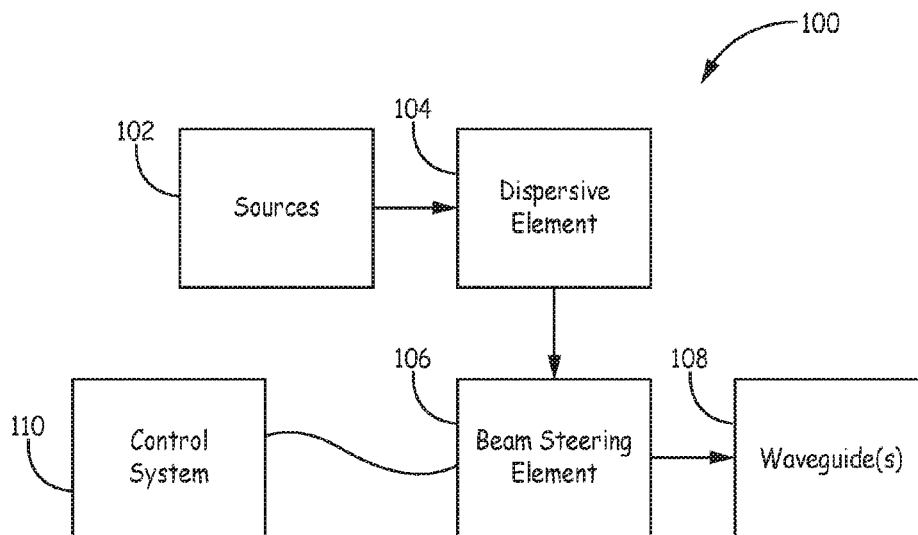 100
102
104
Sources
Dispersive
Element
106
108
110
Control
System
Beam Steering
Element
Waveguide(s)